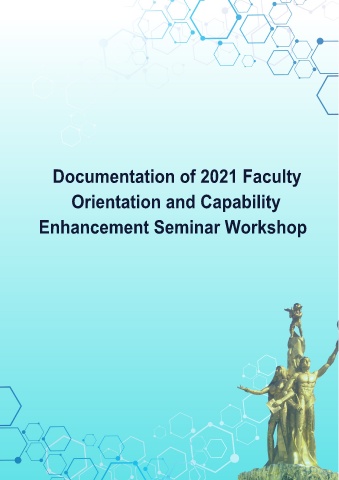 Documentation of 2021 Faculty
Orientation and Capability
Enhancement Seminar Workshop